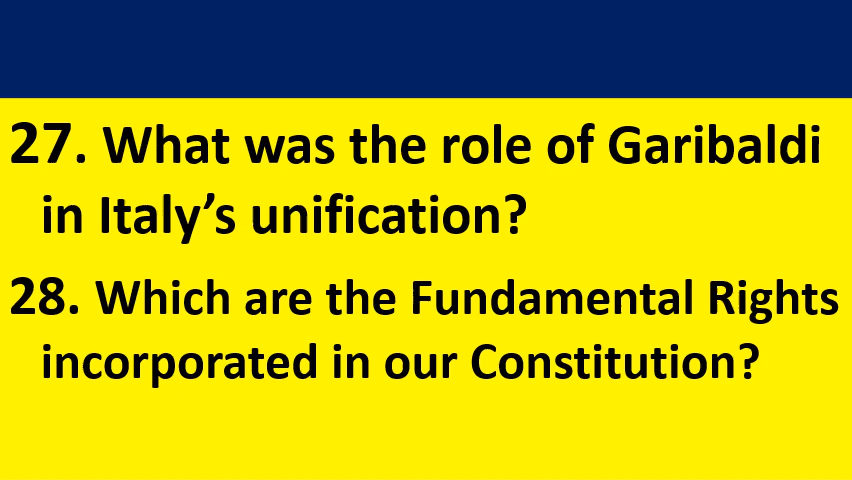 27. What was the role of Garibaldi
in Italy’s unification?
28. Which are the Fundamental Rights
incorporated in our Constitution?